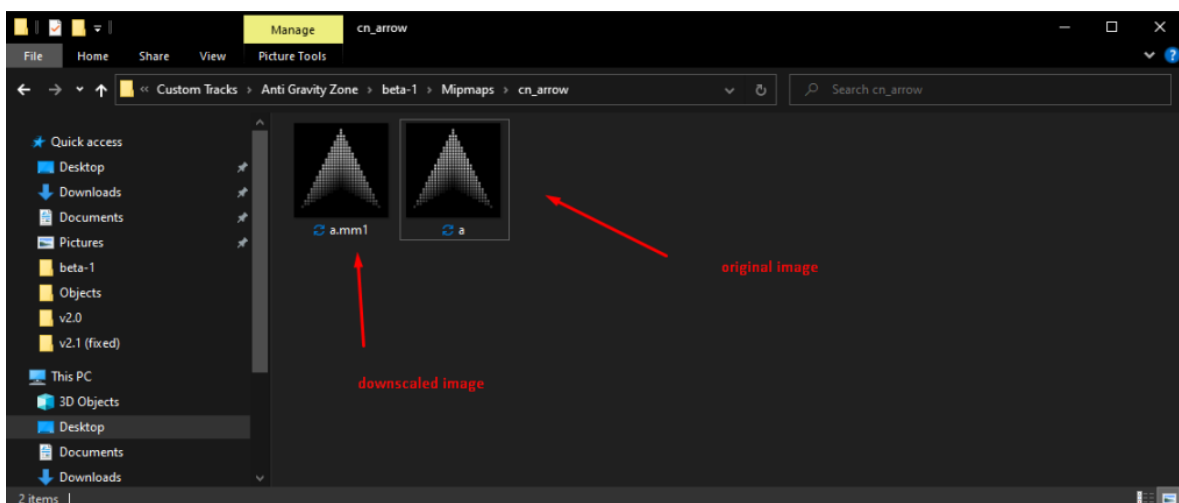 Manage cn_arrow
File Home Share View Picture Tools
« Custom Tracks > Anti Gravity Zone > beta-1 > Mipmaps > cn_arrow
Search cn_arrow
Quick access
Desktop
Downloads
Documents
Pictures
beta-1
Objects
v2.0
v2.1 (fixed)
This PC
3D Objects
Desktop
Documents
Downloads
a.mm1 a
original image
downscaled image
2 items